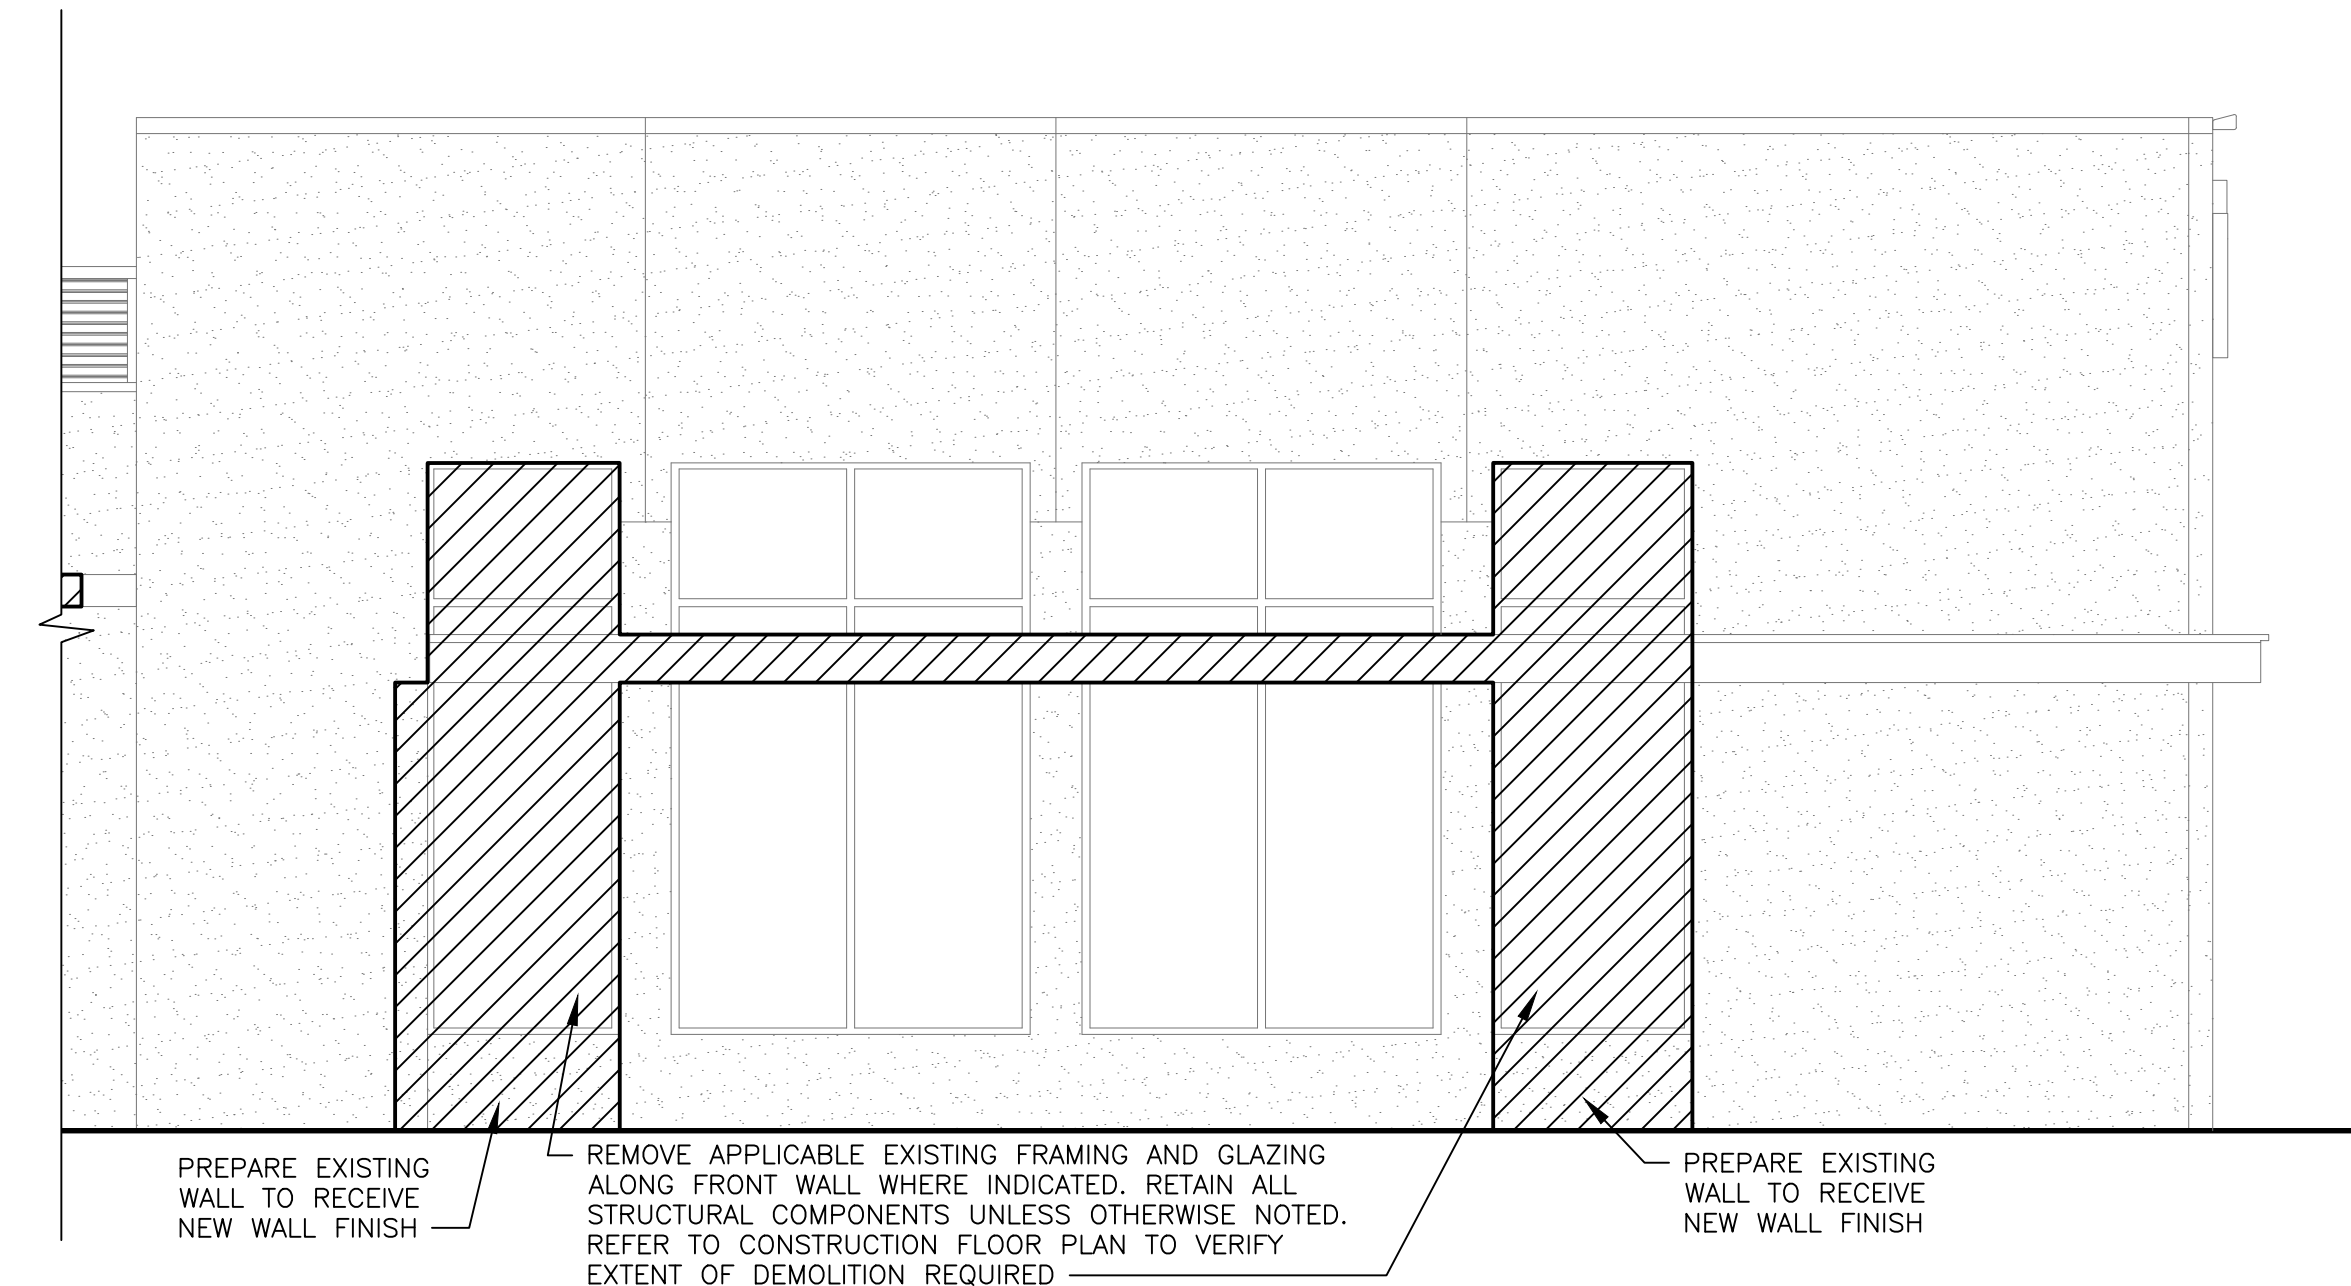 PREPARE EXISTING
WALL TO RECEIVE
NEW WALL FINISH
REMOVE APPLICABLE EXISTING FRAMING AND GLAZING
ALONG FRONT WALL WHERE INDICATED. RETAIN ALL
STRUCTURAL COMPONENTS UNLESS OTHERWISE NOTED.
REFER TO CONSTRUCTION FLOOR PLAN TO VERIFY
EXTENT OF DEMOLITION REQUIRED
PREPARE EXISTING
WALL TO RECEIVE
NEW WALL FINISH